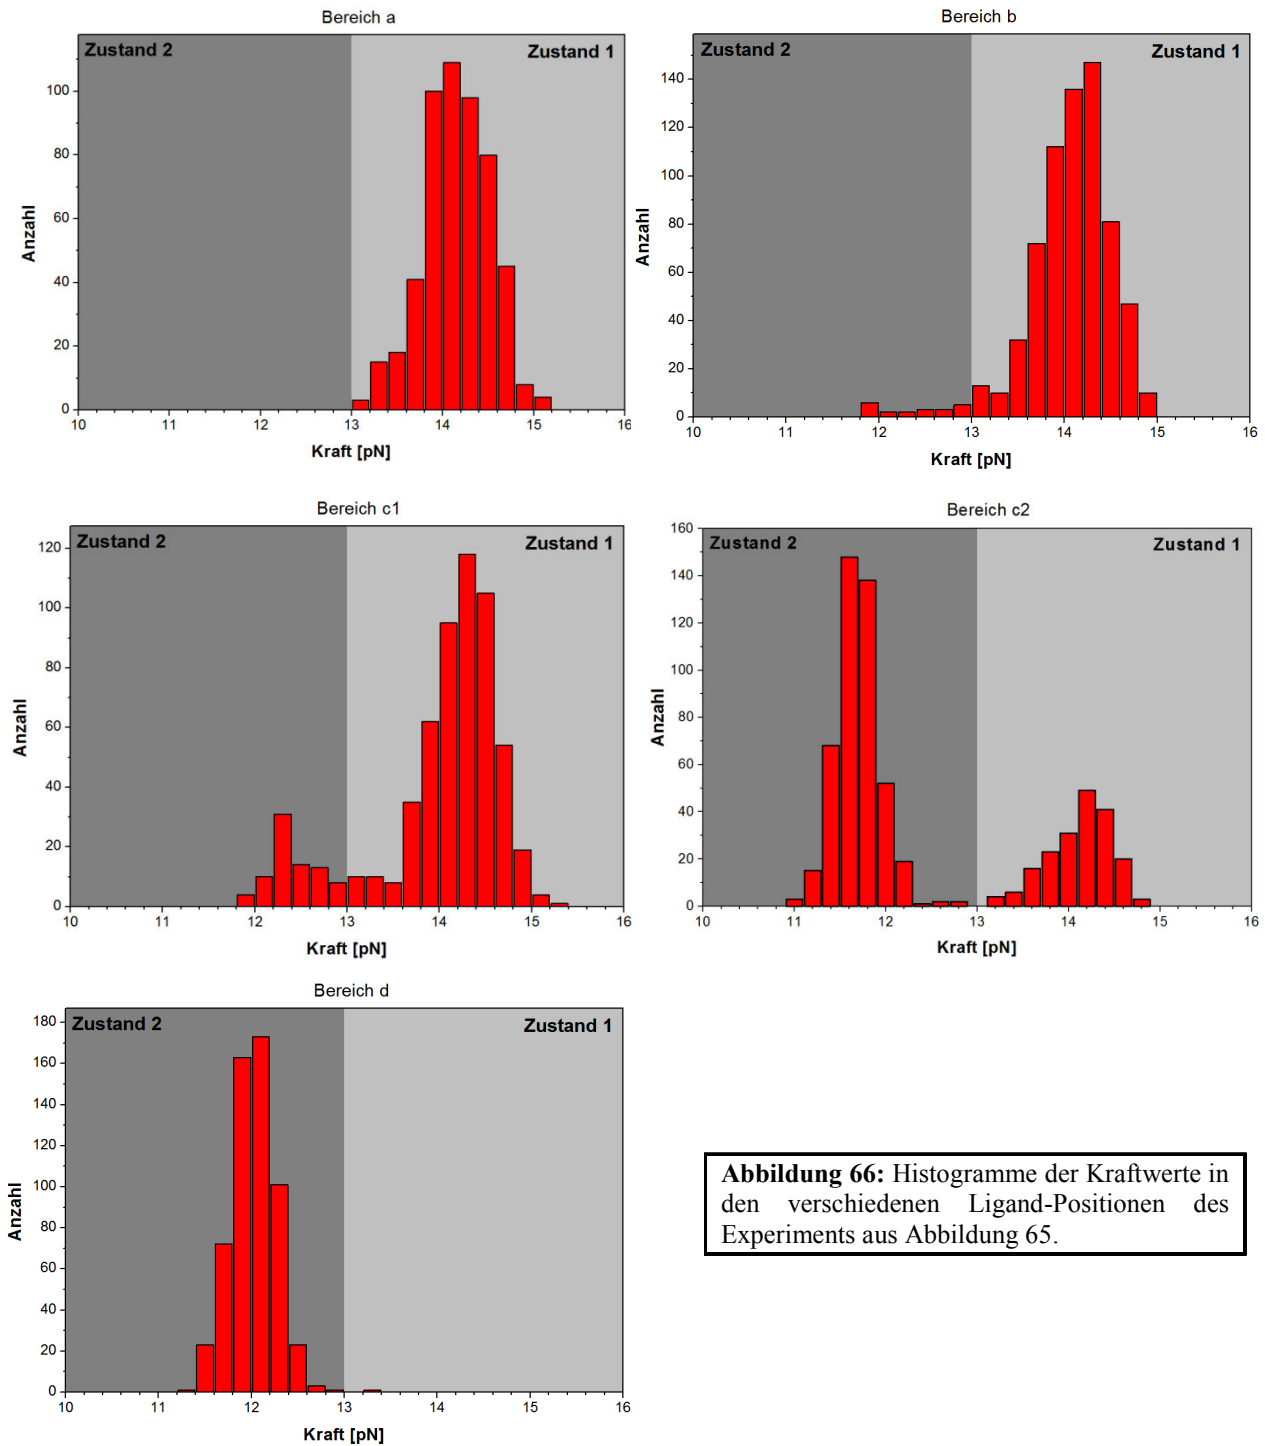 Bereich a
Zustand 2
Zustand 1
100
80
60
40
20
0
Anzahl
10 11 12 13 14 15 16
Kraft [pN]
Bereich b
Zustand 2
Zustand 1
140
120
100
80
60
40
20
0
Anzahl
10 11 12 13 14 15 16
Kraft [pN]
Bereich c1
Zustand 2
Zustand 1
120
100
80
60
40
20
0
Anzahl
10 11 12 13 14 15 16
Kraft [pN]
Bereich c2
Zustand 2
Zustand 1
160
140
120
100
80
60
40
20
0
Anzahl
10 11 12 13 14 15 16
Kraft [pN]
Bereich d
Zustand 2
Zustand 1
180
160
140
120
100
80
60
40
20
0
Anzahl
10 11 12 13 14 15 16
Kraft [pN]
Abbildung 66: Histogramme der Kraftwerte in
den verschiedenen Ligand-Positionen des
Experiments aus Abbildung 65.